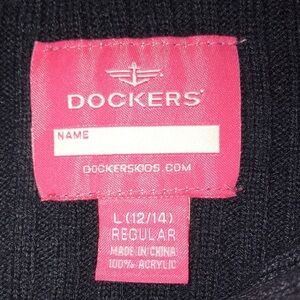 DOCKERS®
NAME
DOCKERSKIDS.COM
L (12/14)
REGULAR
MADE IN CHINA
100% ACRYLIC